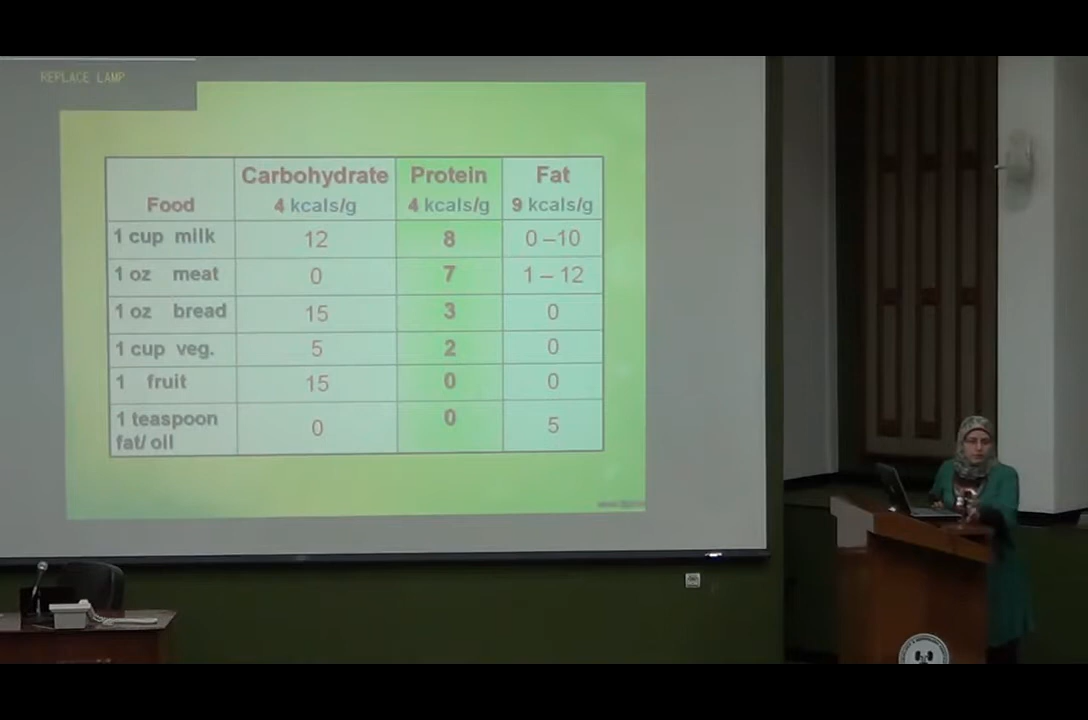 REPLACE LAMP
Food Carbohydrate 4 kcals/g Protein 4 kcals/g Fat 9 kcals/g
1 cup milk 12 8 0 –10
1 oz meat 0 7 1 – 12
1 oz bread 15 3 0
1 cup veg. 5 2 0
1 fruit 15 0 0
1 teaspoon fat/ oil 0 0 5